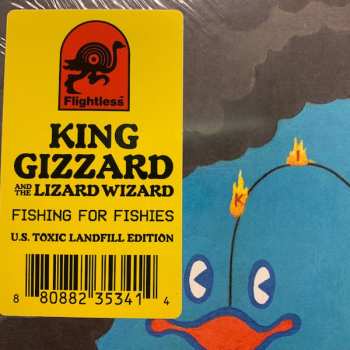 Flightless
KING
GIZZARD
AND THE LIZARD WIZARD
FISHING FOR FISHIES
U.S. TOXIC LANDFILL EDITION
8 80882 35341 4
K I